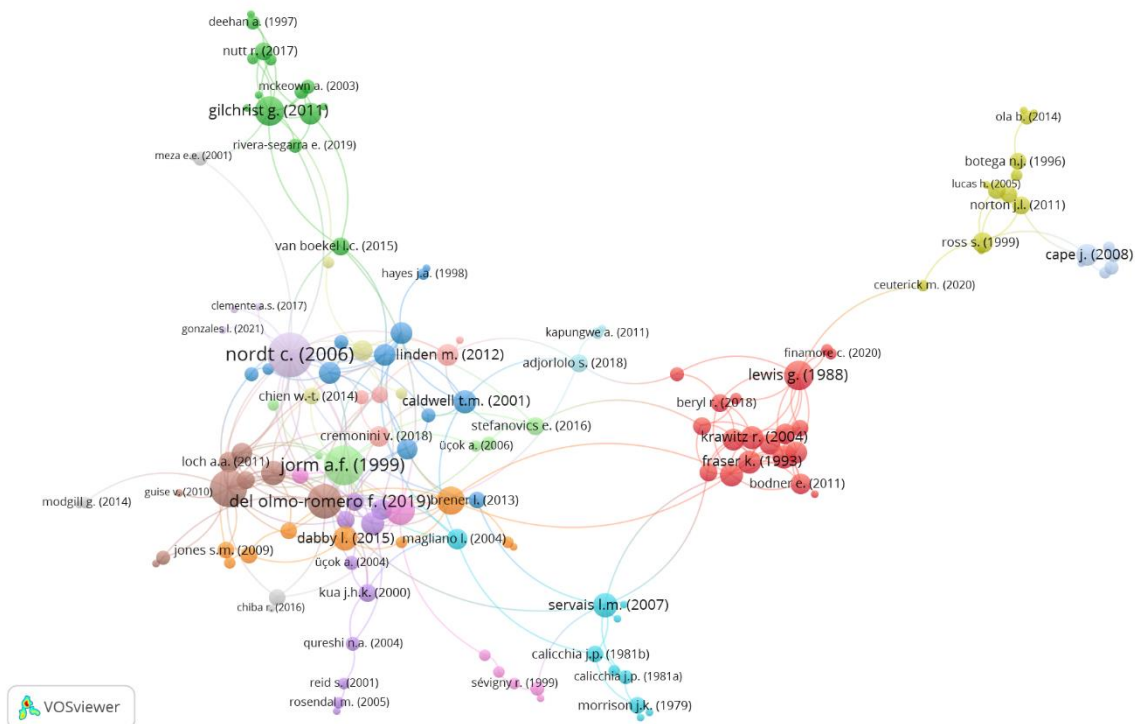 deehan a. (1997)
nutt r. (2017)
mckeown a. (2003)
gilchrist g. (2011)
rivera-segarra e. (2019)
meza e.e. (2001)
ola b. (2014)
botega n.j. (1996)
lucas h. (2005)
norton j.l. (2011)
ross s. (1999)
cape j. (2008)
ceuterick m. (2020)
van boekel l.c. (2015)
hayes j.a. (1998)
clemente a.s. (2017)
gonzales l. (2021)
nordt c. (2006)
linden m. (2012)
kapungwe a. (2011)
adjorlolo s. (2018)
finamore c. (2020)
lewis g. (1988)
chien w.-t. (2014)
caldwell t.m. (2001)
beryl r. (2018)
stefanovics e. (2016)
cremonini v. (2018)
üçok a. (2006)
krawitz r. (2004)
fraser k. (1993)
bodner e. (2011)
loch a.a. (2011)
jorm a.f. (1999)
guise v. (2010)
modgill g. (2014)
del olmo-romero f. (2019)
brener l. (2013)
dabby l. (2015)
magliano l. (2004)
jones s.m. (2009)
üçok a. (2004)
kua j.h.k. (2000)
chiba r. (2016)
servais l.m. (2007)
qureshi n.a. (2004)
calicchia j.p. (1981b)
calicchia j.p. (1981a)
reid s. (2001)
sévigny r. (1999)
rosendal m. (2005)
morrison j.k. (1979)
VOSviewer